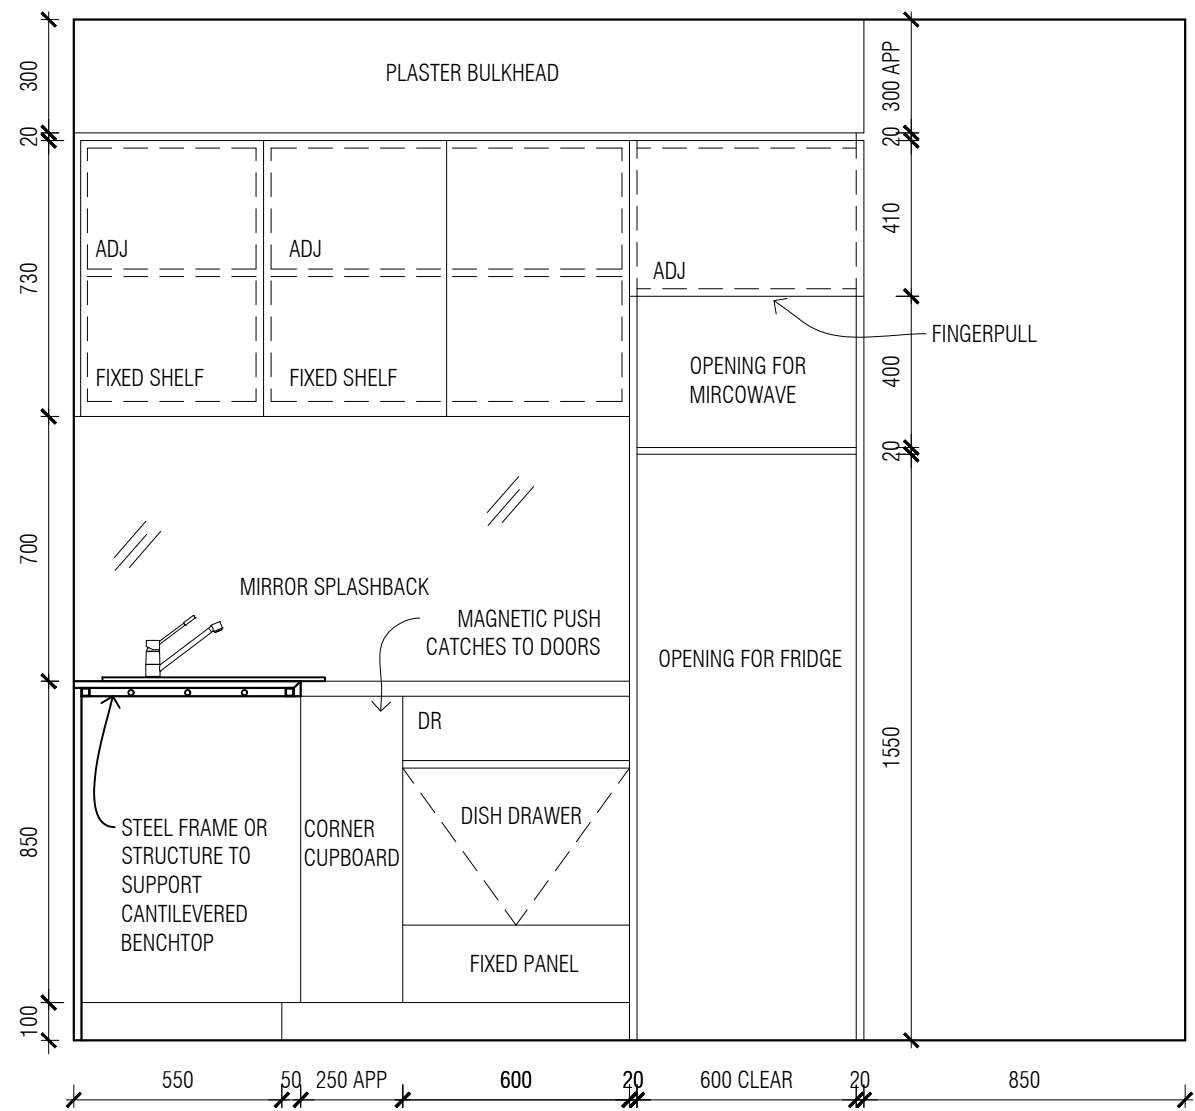 PLASTER BULKHEAD
300
20
730
700
850
100
300 APP
20
410
400
20
1550
ADJ
ADJ
ADJ
FIXED SHELF
FIXED SHELF
FINGERPULL
OPENING FOR
MIRCOWAVE
MIRROR SPLASHBACK
MAGNETIC PUSH
CATCHES TO DOORS
OPENING FOR FRIDGE
DR
DISH DRAWER
STEEL FRAME OR
STRUCTURE TO
SUPPORT
CANTILEVERED
BENCHTOP
CORNER
CUPBOARD
FIXED PANEL
550
50
250 APP
600
20
600 CLEAR
20
850